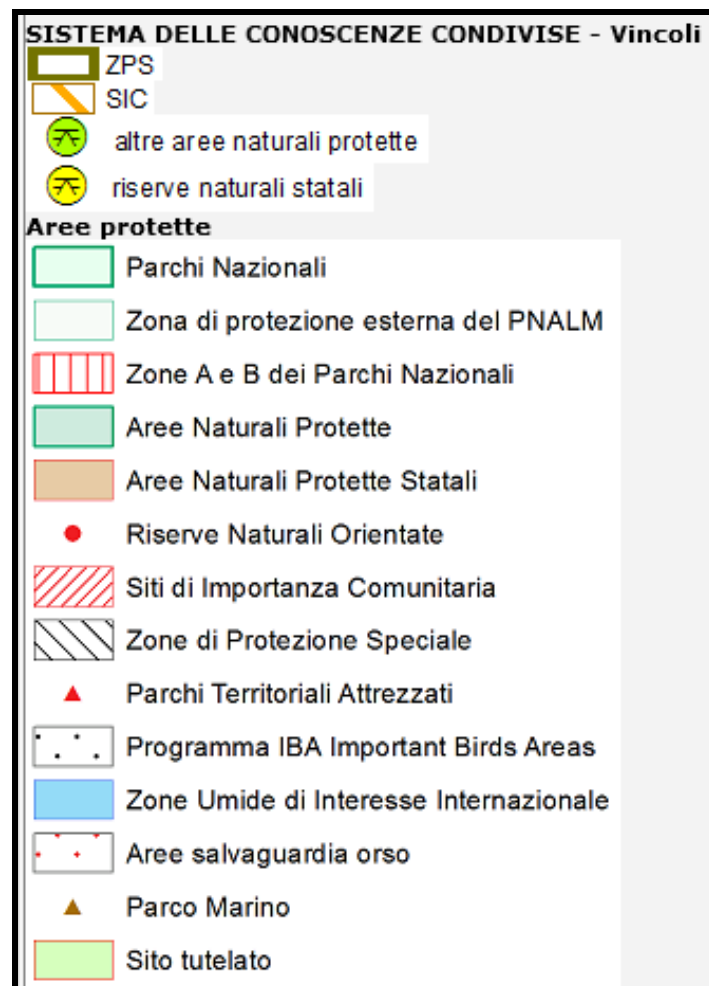 SISTEMA DELLE CONOSCENZE CONDIVISE - Vincoli
ZPS
SIC
altre aree naturali protette
riserve naturali statali
Aree protette
Parchi Nazionali
Zona di protezione esterna del PNALM
Zone A e B dei Parchi Nazionali
Aree Naturali Protette
Aree Naturali Protette Statali
Riserve Naturali Orientate
Siti di Importanza Comunitaria
Zone di Protezione Speciale
Parchi Territoriali Attrezzati
Programma IBA Important Birds Areas
Zone Umide di Interesse Internazionale
Aree salvaguardia orso
Parco Marino
Sito tutelato